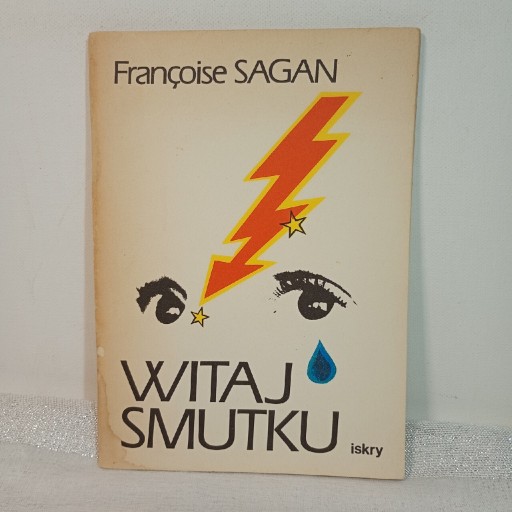 Françoise SAGAN
WITAJ
SMUTKU
iskry